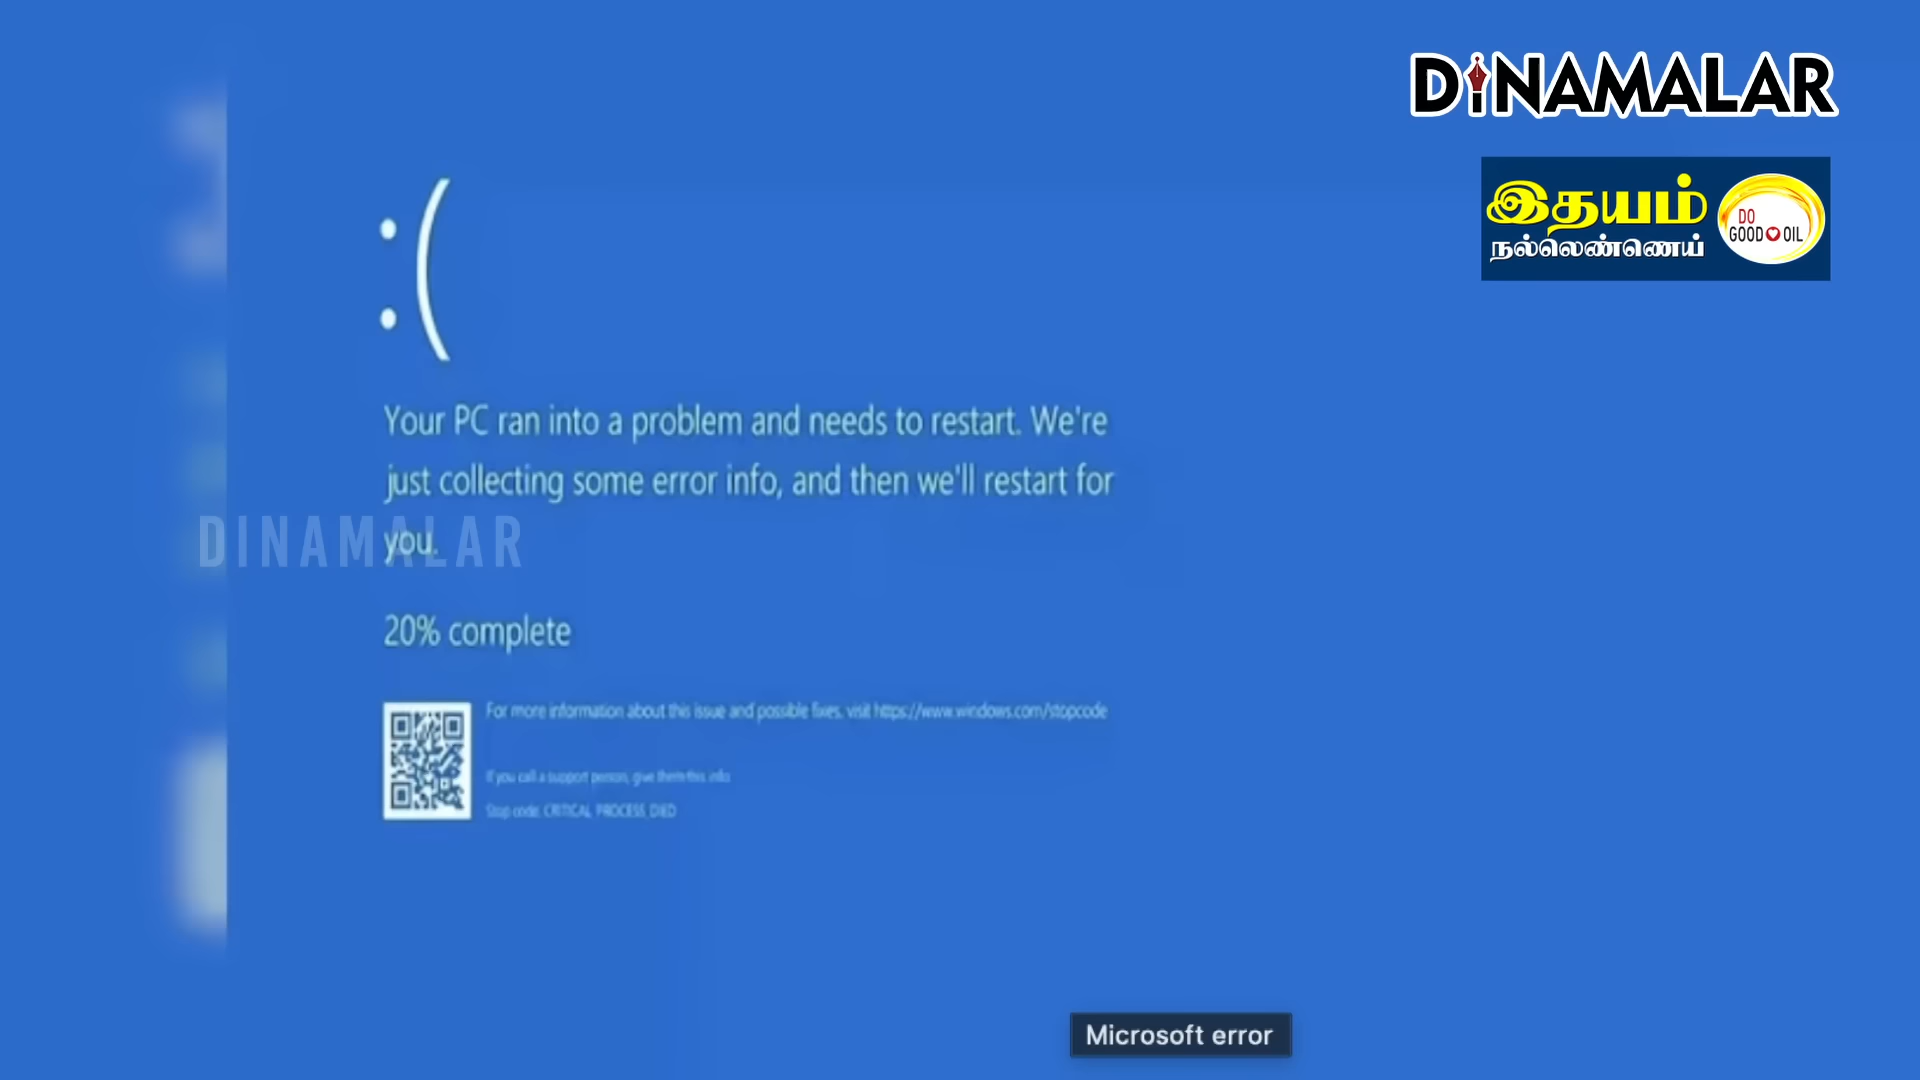 DINAMALAR
இதயம்
நல்லெண்ணெய்
DO
GOOD OIL
:(
Your PC ran into a problem and needs to restart. We're
just collecting some error info, and then we'll restart for
you.
DINAMALAR
20% complete
For more information about this issue and possible fixes, visit https://www.windows.com/stopcode
If you call a support person, give them this info:
Stop code: CRITICAL_PROCESS_DIED
Microsoft error